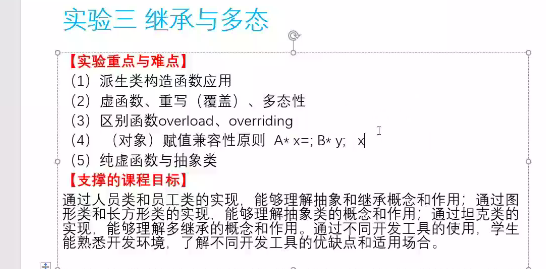 实验三 继承与多态
【实验重点与难点】
（1）派生类构造函数应用
（2）虚函数、重写（覆盖）、多态性
（3）区别函数overload、overriding
（4）（对象）赋值兼容性原则 A* x=; B* y; x
（5）纯虚函数与抽象类
【支撑的课程目标】
通过人员类和员工类的实现，能够理解抽象和继承概念和作用；通过图
形类和长方形类的实现，能够理解抽象类的概念和作用；通过坦克类的
实现，能够理解多继承的概念和作用。通过不同开发工具的使用，学生
能熟悉开发环境，了解不同开发工具的优缺点和适用场合。